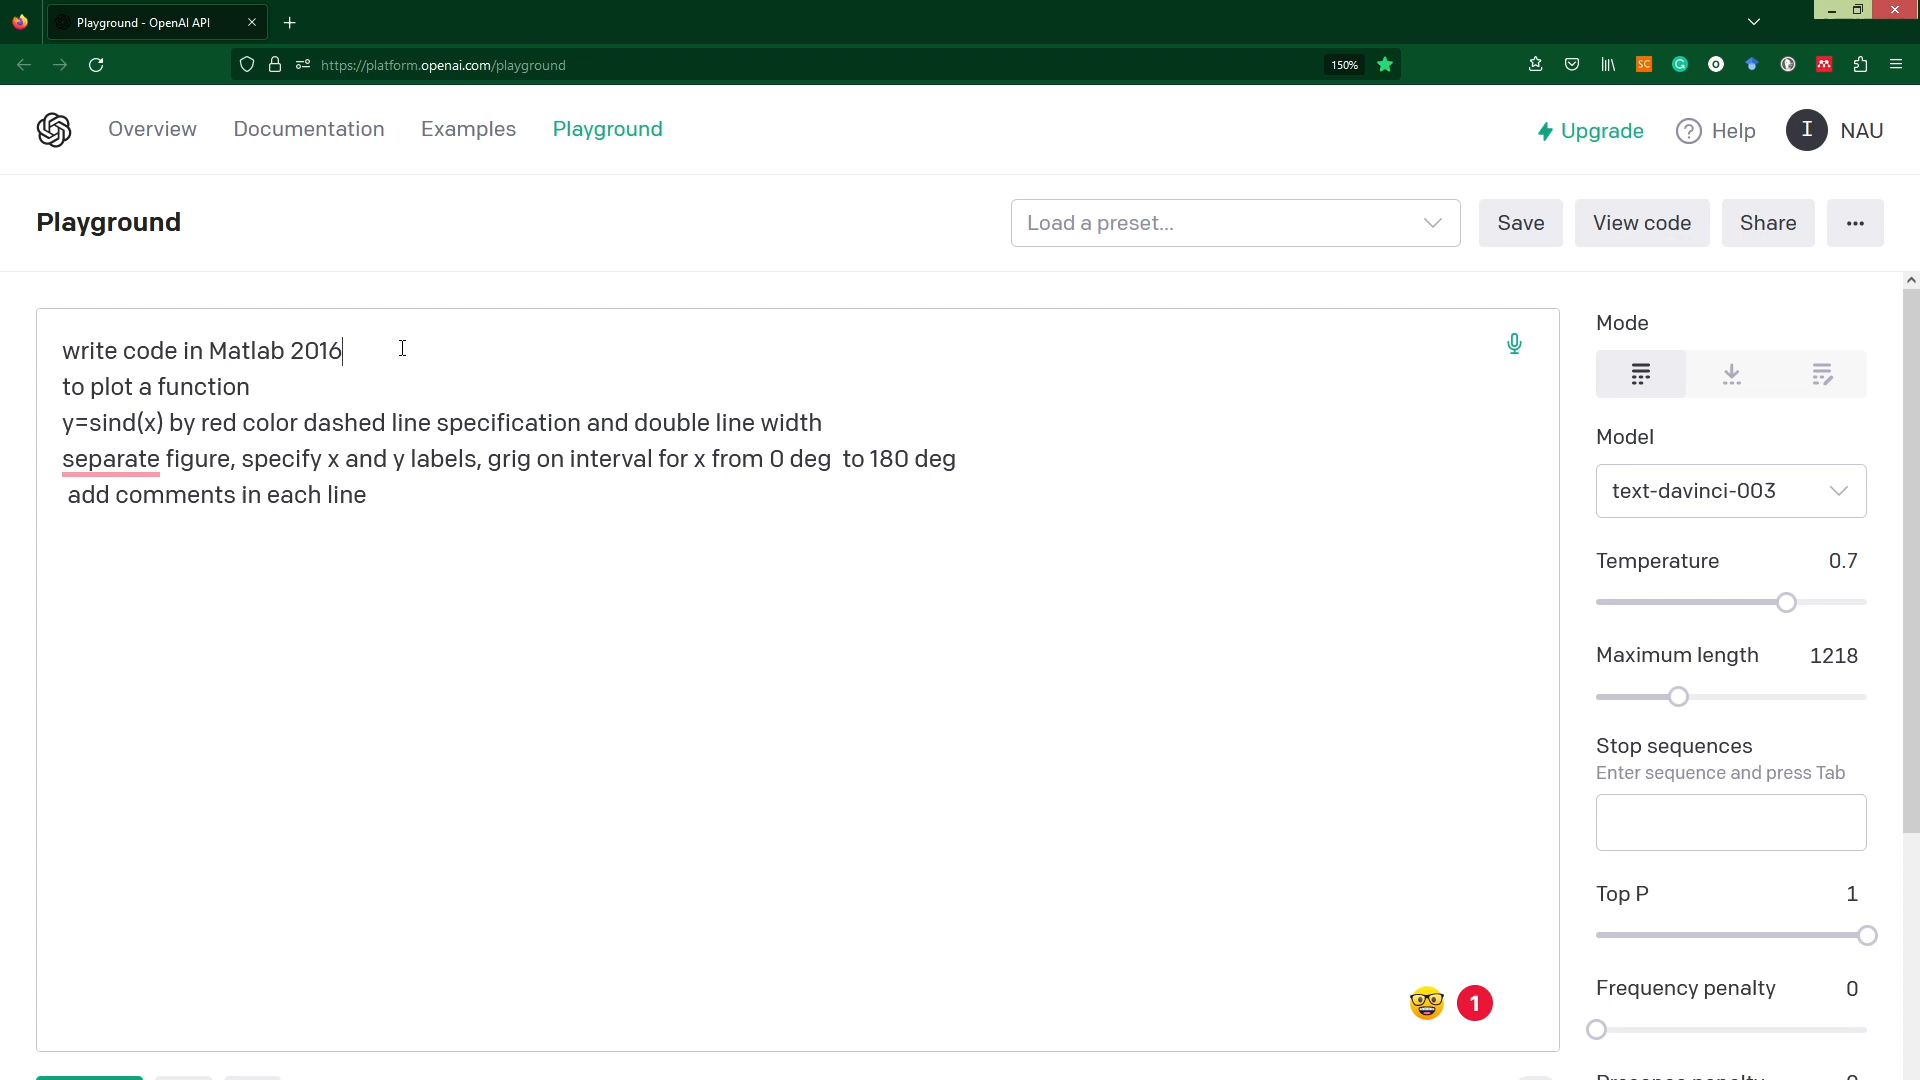 Playground - OpenAI API
https://platform.openai.com/playground
150%
SC
Overview
Documentation
Examples
Playground
Upgrade
? Help
I
NAU
Playground
Load a preset...
Save
View code
Share
write code in Matlab 2016
to plot a function
y=sind(x) by red color dashed line specification and double line width
separate figure, specify x and y labels, grig on interval for x from 0 deg  to 180 deg
add comments in each line
1
Mode
Model
text-davinci-003
Temperature 0.7
Maximum length 1218
Stop sequences
Enter sequence and press Tab
Top P 1
Frequency penalty 0